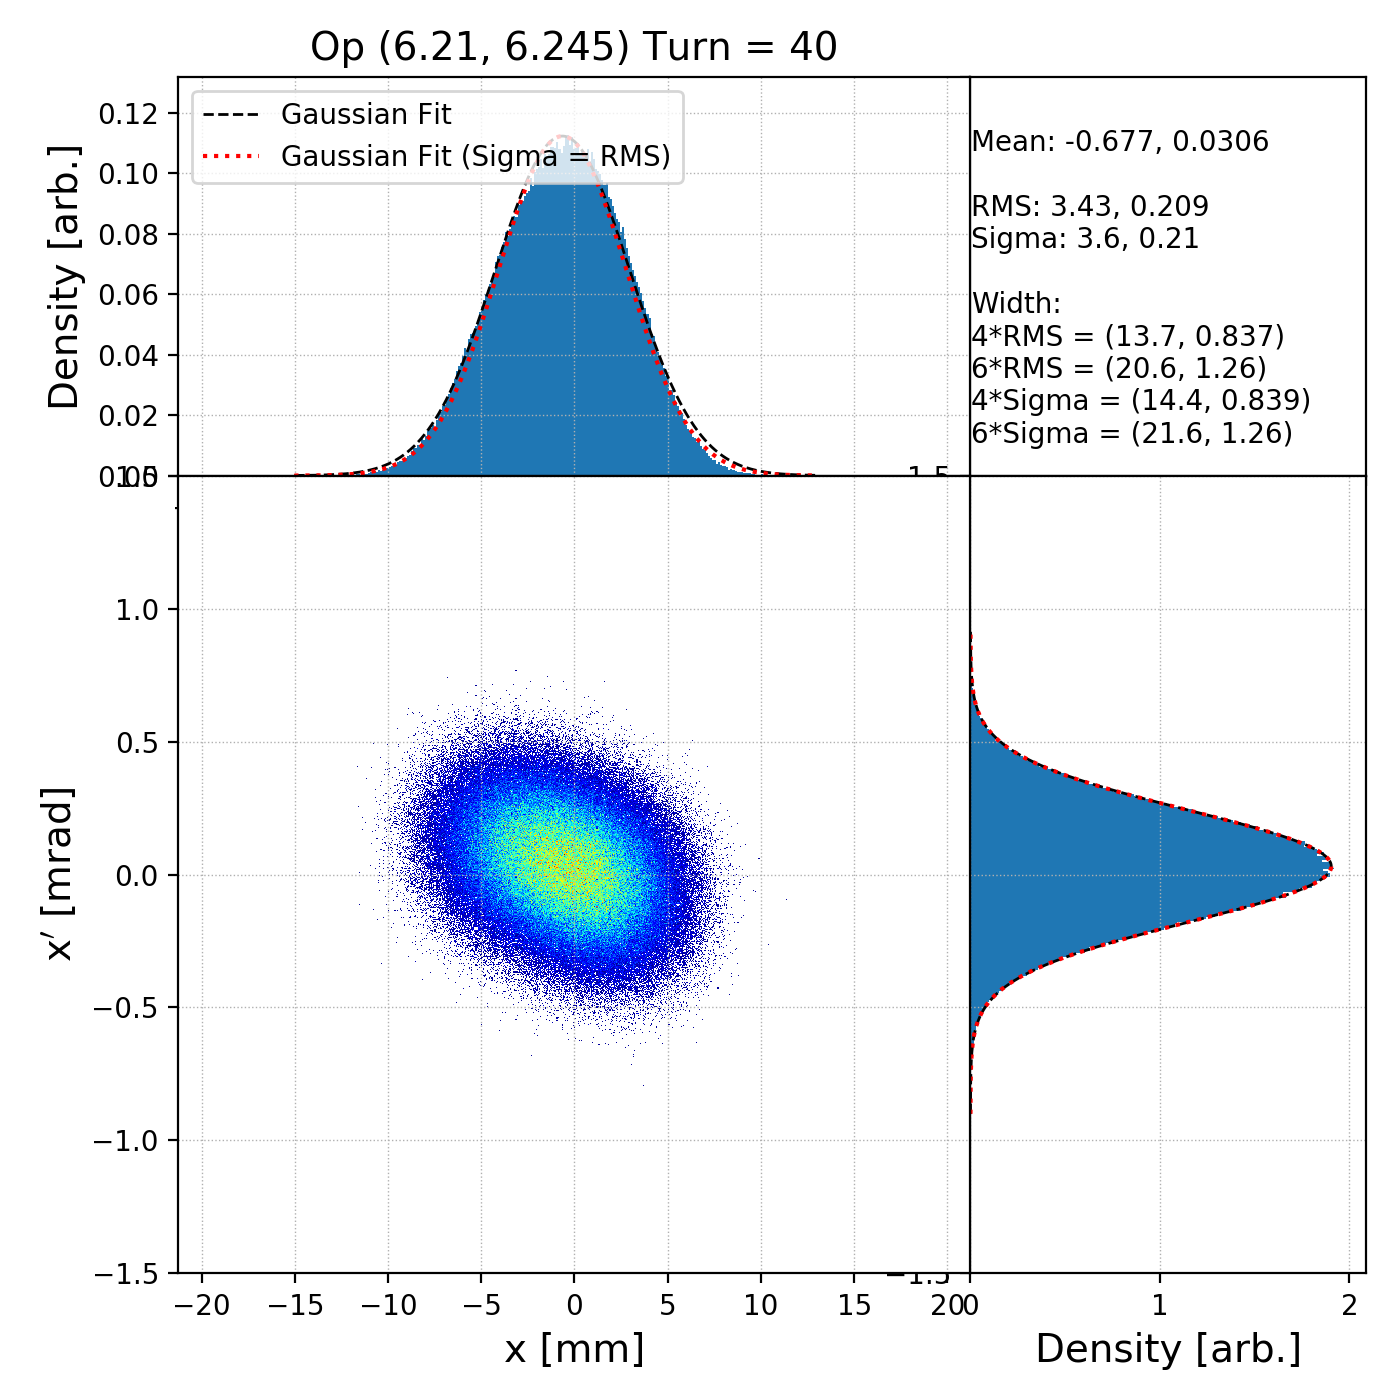 Op (6.21, 6.245) Turn = 40
Gaussian Fit
Gaussian Fit (Sigma = RMS)
Density [arb.]
0.12
0.10
0.08
0.06
0.04
0.02
Mean: -0.677, 0.0306
RMS: 3.43, 0.209
Sigma: 3.6, 0.21
Width:
4*RMS = (13.7, 0.837)
6*RMS = (20.6, 1.26)
4*Sigma = (14.4, 0.839)
6*Sigma = (21.6, 1.26)
x′ [mrad]
1.0
0.5
0.0
−0.5
−1.0
−1.5
−20 −15 −10 −5 0 5 10 15 20
x [mm]
0 1 2
Density [arb.]